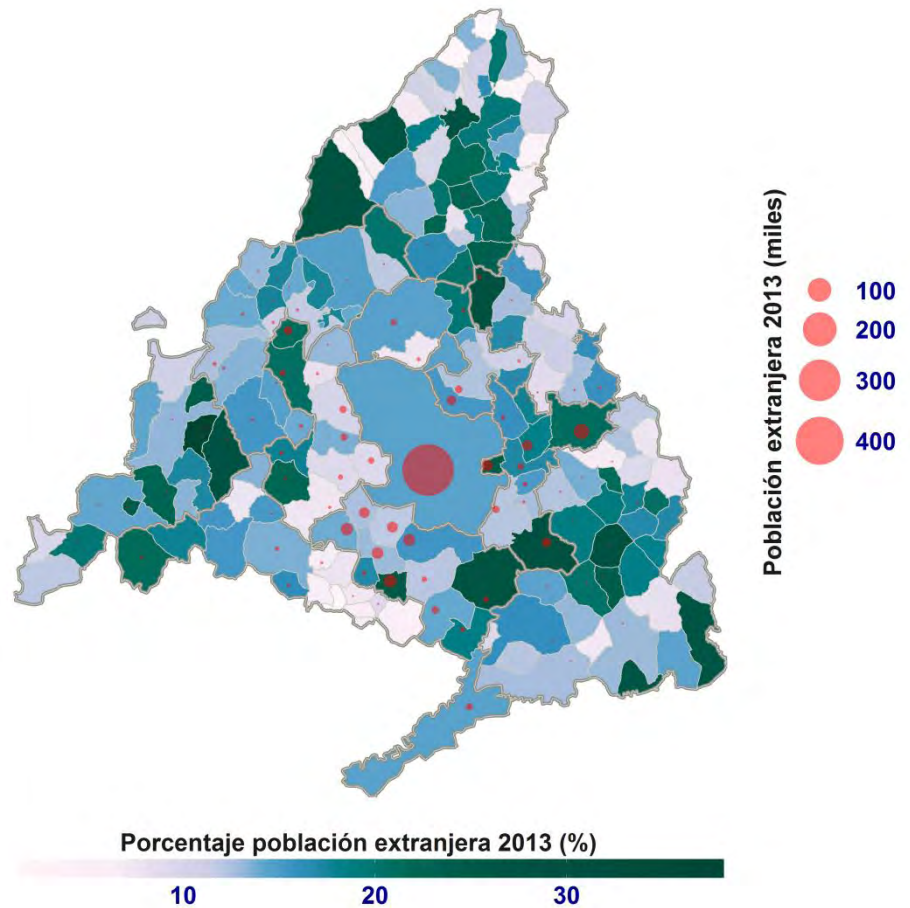 Población extranjera 2013 (miles)
100
200
300
400
Porcentaje población extranjera 2013 (%)
10 20 30